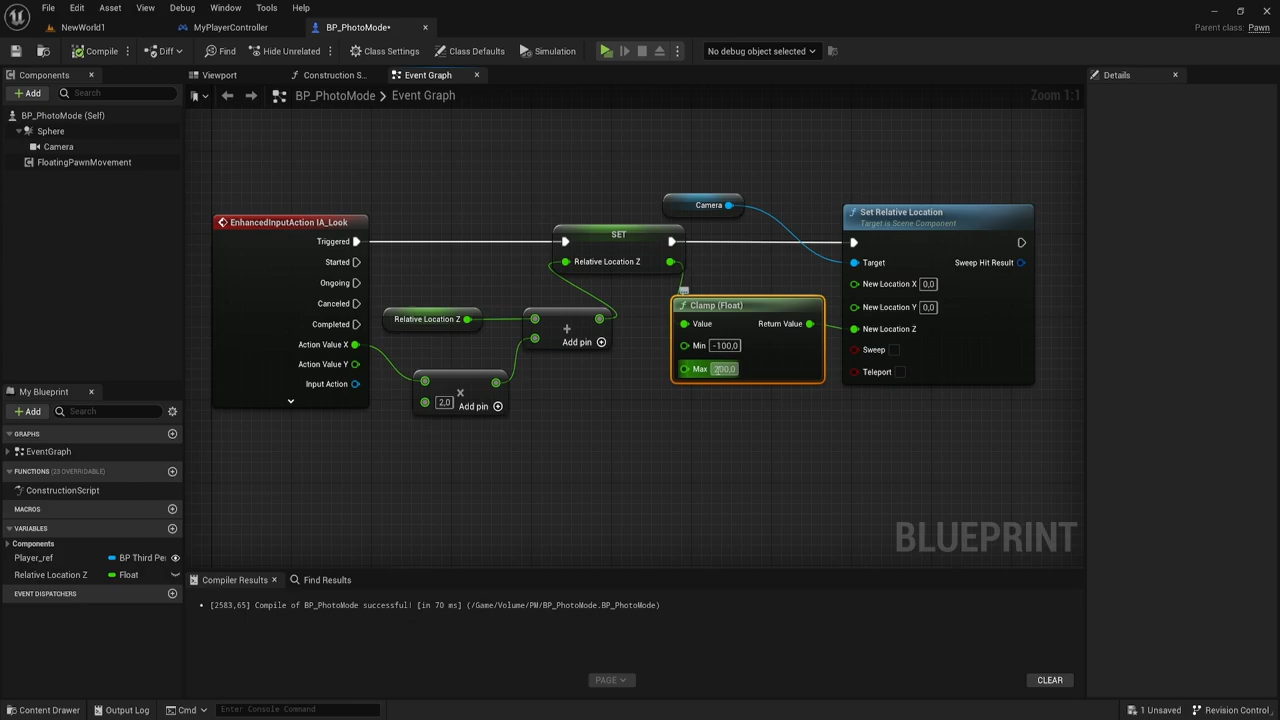 File Edit Asset View Debug Window Tools Help
NewWorld1 MyPlayerController BP_PhotoMode•
Parent class: Pawn
Compile Diff Find Hide Unrelated Class Settings Class Defaults Simulation No debug object selected
Components Viewport Construction S... Event Graph Details
Add Search
BP_PhotoMode > Event Graph Zoom 1:1
BP_PhotoMode (Self)
Sphere
Camera
FloatingPawnMovement
EnhancedInputAction IA_Look
Triggered
Started
Ongoing
Canceled
Completed
Action Value X
Action Value Y
Input Action
Relative Location Z
+
Add pin
×
2,0
Add pin
SET
Relative Location Z
Camera
Clamp (Float)
Value Return Value
Min -100,0
Max 200,0
Set Relative Location
Target is Scene Component
Target Sweep Hit Result
New Location X 0,0
New Location Y 0,0
New Location Z
Sweep
Teleport
BLUEPRINT
My Blueprint
Add Search
GRAPHS
EventGraph
FUNCTIONS (23 OVERRIDABLE)
ConstructionScript
MACROS
VARIABLES
Components
Player_ref BP Third Pe
Relative Location Z Float
EVENT DISPATCHERS
Compiler Results Find Results
• [2583,65] Compile of BP_PhotoMode successful! [in 70 ms] (/Game/Volume/PM/BP_PhotoMode.BP_PhotoMode)
PAGE CLEAR
Content Drawer Output Log Cmd Enter Console Command 1 Unsaved Revision Control